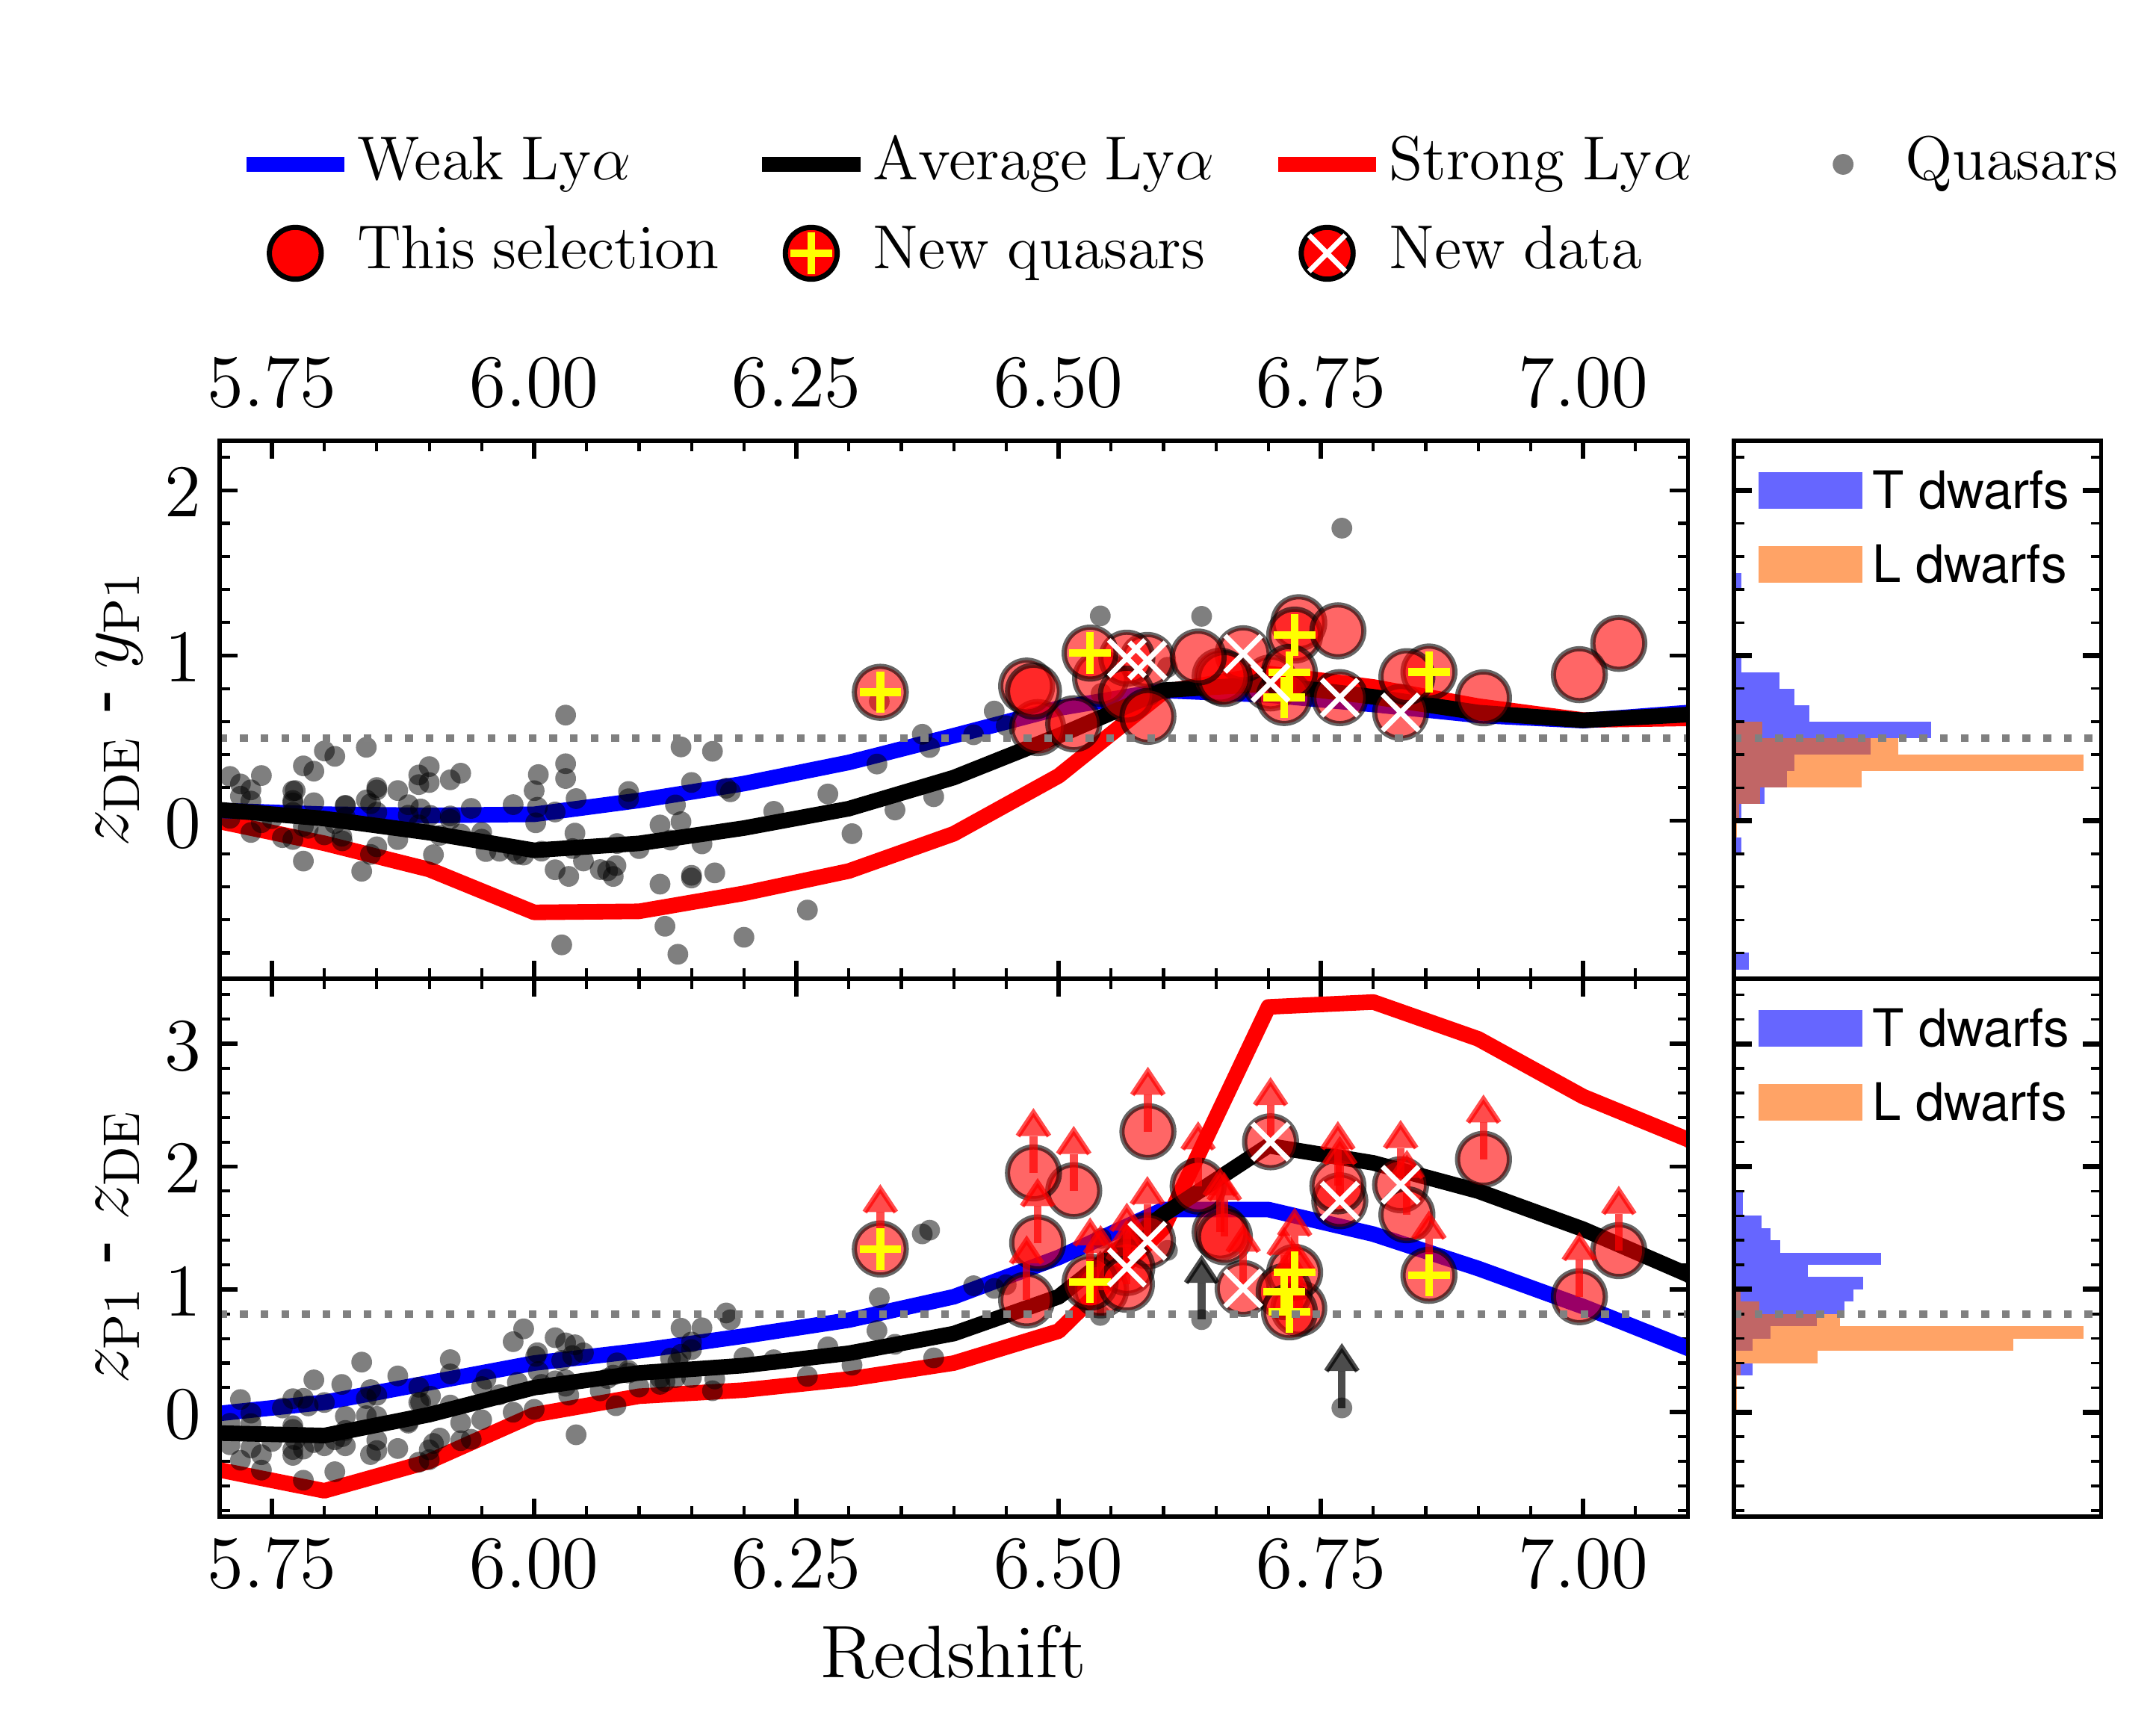 Weak Lyα Average Lyα Strong Lyα Quasars
This selection New quasars New data
5.75 6.00 6.25 6.50 6.75 7.00
2
1
0
z_DE - y_P1
T dwarfs
L dwarfs
3
2
1
0
z_P1 - z_DE
T dwarfs
L dwarfs
5.75 6.00 6.25 6.50 6.75 7.00
Redshift